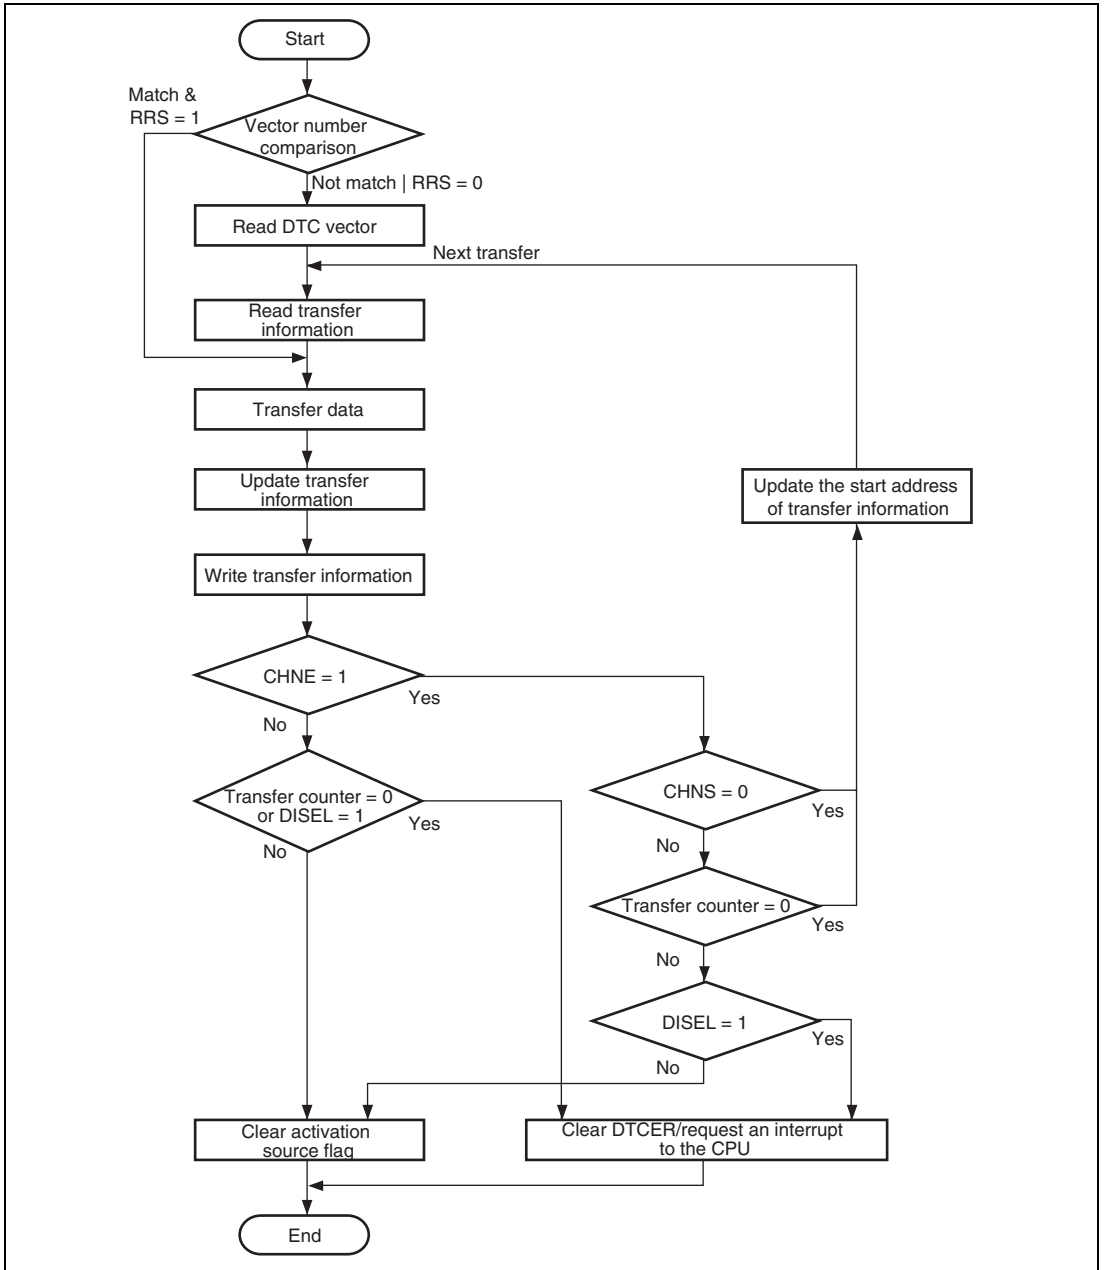 Start
Match &
RRS = 1
Vector number
comparison
Not match | RRS = 0
Read DTC vector
Next transfer
Read transfer
information
Transfer data
Update transfer
information
Update the start address
of transfer information
Write transfer information
CHNE = 1
Yes
No
CHNS = 0
Yes
No
Transfer counter = 0
or DISEL = 1
Yes
No
Transfer counter = 0
Yes
No
DISEL = 1
Yes
No
Clear activation
source flag
Clear DTCER/request an interrupt
to the CPU
End